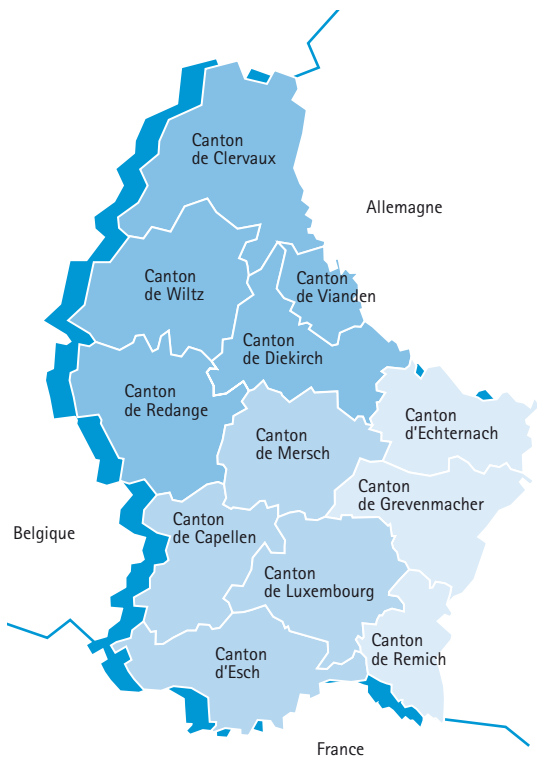 Canton
de Clervaux
Allemagne
Canton
de Wiltz
Canton
de Vianden
Canton
de Diekirch
Canton
de Redange
Canton
d'Echternach
Canton
de Mersch
Canton
de Grevenmacher
Belgique
Canton
de Capellen
Canton
de Luxembourg
Canton
de Remich
Canton
d'Esch
France